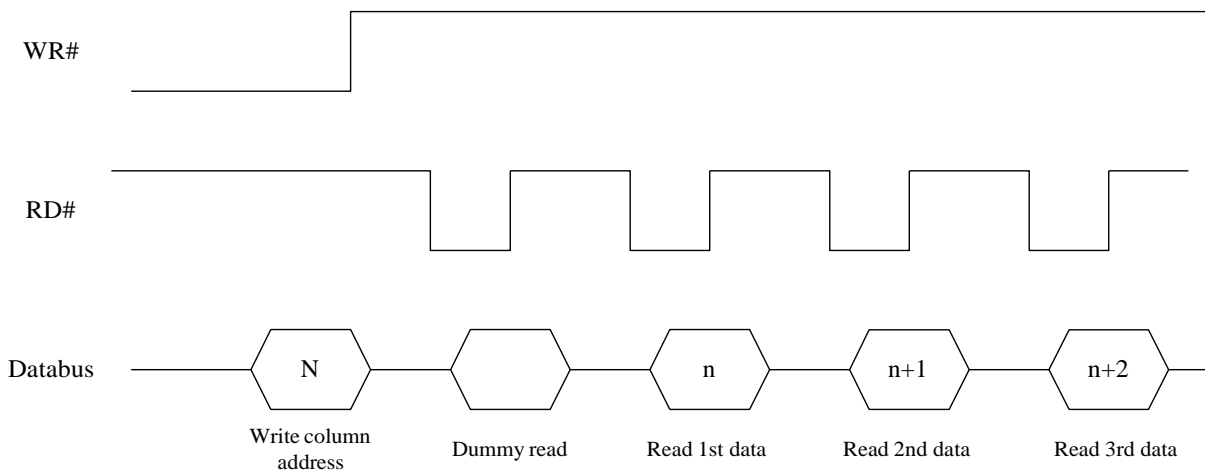 WR#
RD#
Databus
N
n
n+1
n+2
Write column
address
Dummy read
Read 1st data
Read 2nd data
Read 3rd data